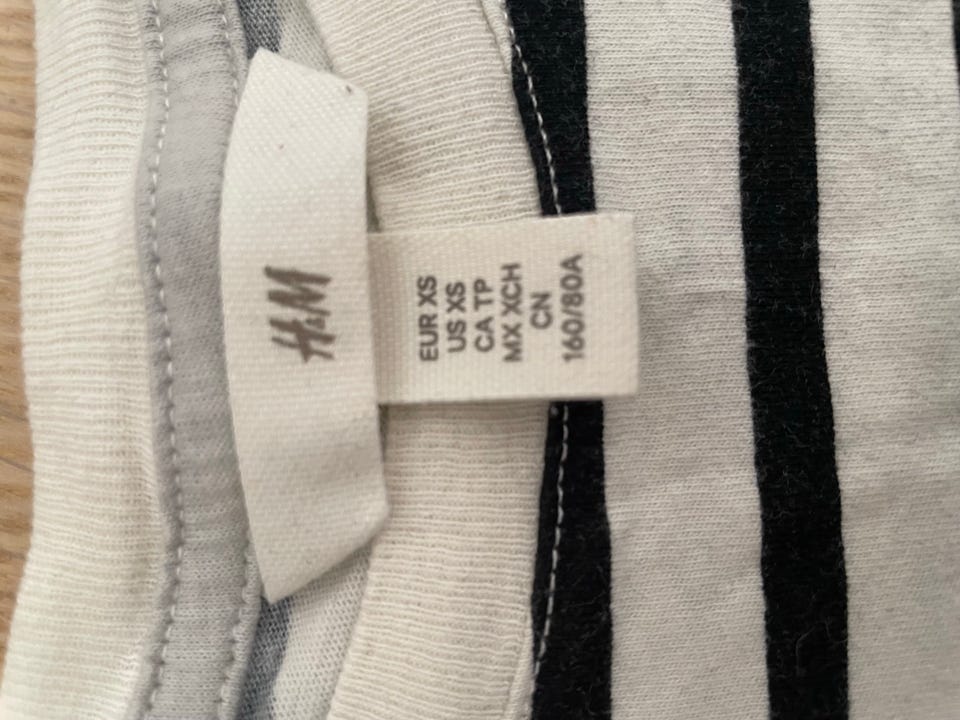 H&M
EUR XS
US XS
CA TP
MX XCH
CN
160/80A